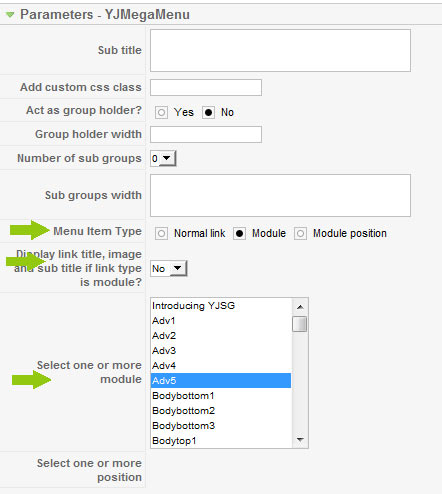 Parameters - YJMegaMenu
Sub title
Add custom css class
Act as group holder? Yes No
Group holder width
Number of sub groups 0
Sub groups width
Menu Item Type Normal link Module Module position
Display link title, image
and sub title if link type
is module?
No
Select one or more
module
Introducing YJSG
Adv1
Adv2
Adv3
Adv4
Adv5
Bodybottom1
Bodybottom2
Bodybottom3
Bodytop1
Select one or more
position